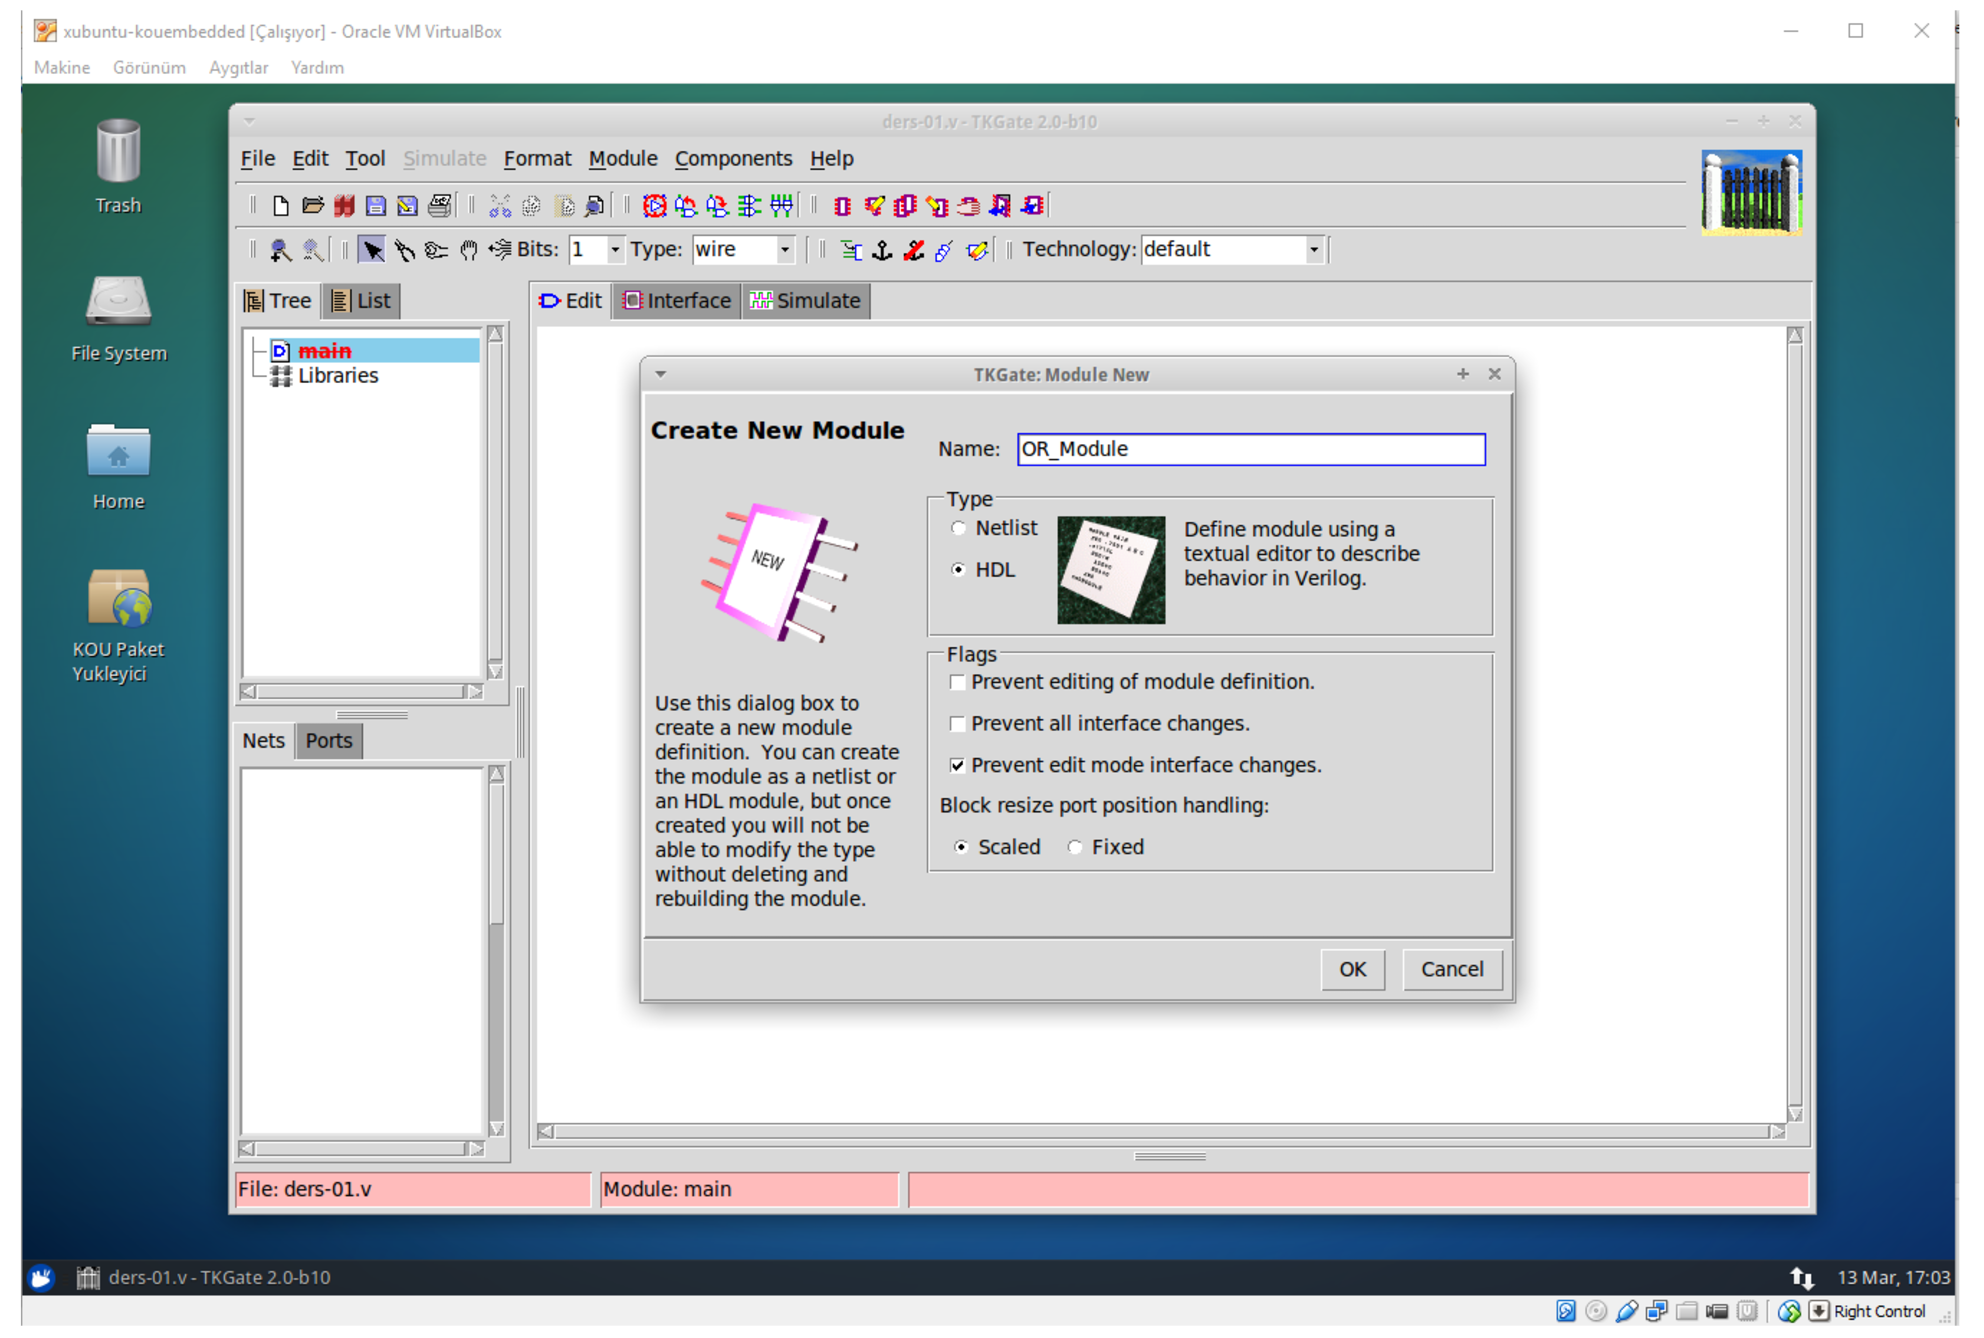 xubuntu-kouembedded [Çalışıyor] - Oracle VM VirtualBox
Makine Görünüm Aygıtlar Yardım
ders-01.v - TKGate 2.0-b10
File Edit Tool Simulate Format Module Components Help
Bits: 1 Type: wire Technology: default
Trash
File System
Home
KOU Paket
Yukleyici
Tree List
main
Libraries
Nets Ports
Edit Interface Simulate
TKGate: Module New
Create New Module
NEW
Use this dialog box to
create a new module
definition. You can create
the module as a netlist or
an HDL module, but once
created you will not be
able to modify the type
without deleting and
rebuilding the module.
Name: OR_Module
Type
Netlist
HDL
Define module using a
textual editor to describe
behavior in Verilog.
Flags
Prevent editing of module definition.
Prevent all interface changes.
Prevent edit mode interface changes.
Block resize port position handling:
Scaled Fixed
OK Cancel
File: ders-01.v Module: main
ders-01.v - TKGate 2.0-b10 13 Mar, 17:03
Right Control